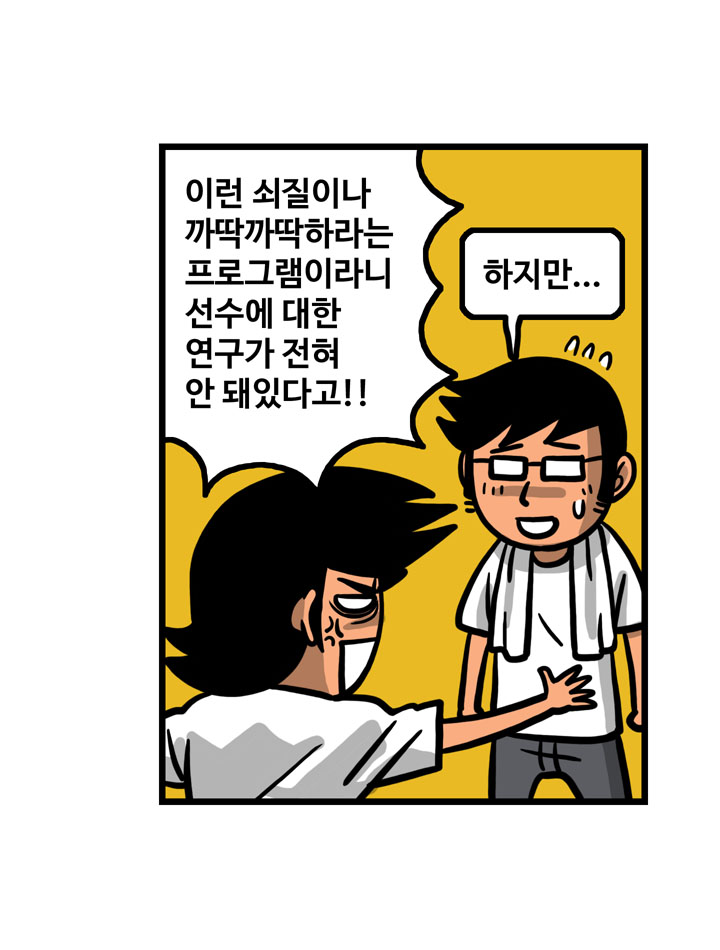 이런 쇠질이나
까딱까딱하라는
프로그램이라니
선수에 대한
연구가 전혀
안 돼있다고!!
하지만...